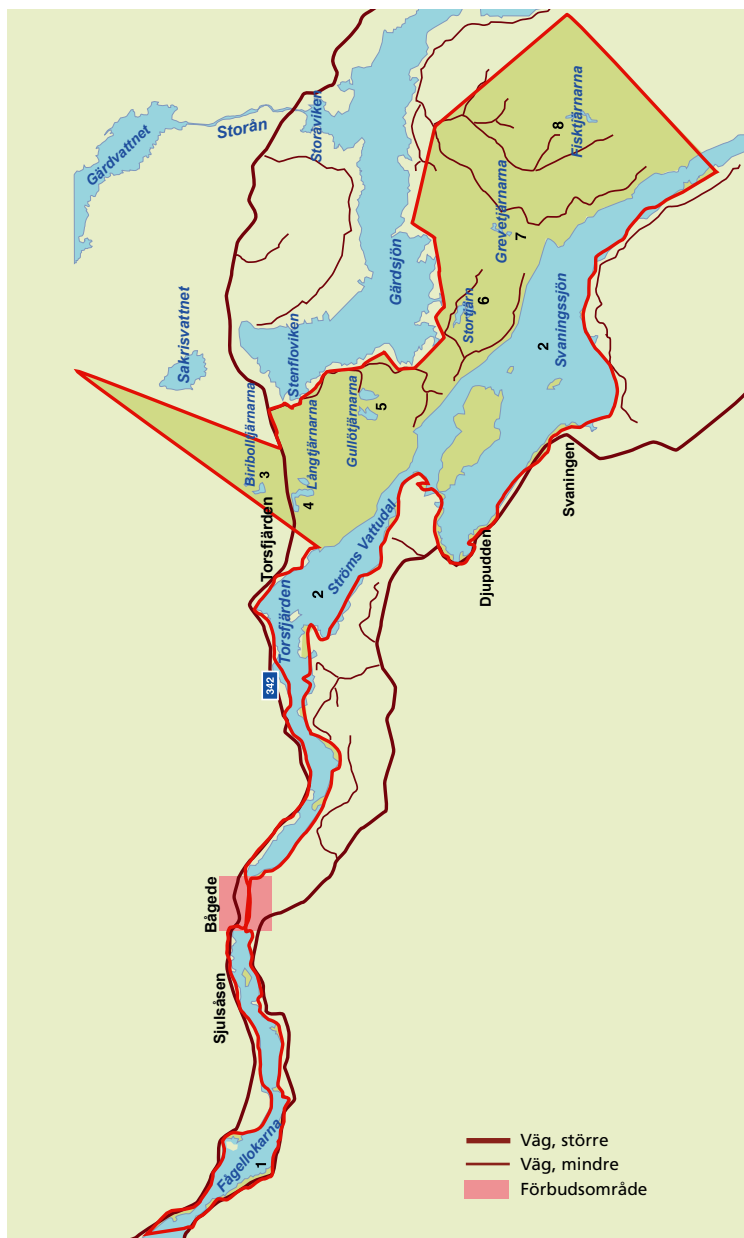 Gärdvattnet
Storån
Storåviken
Sakrisvattnet
Gärdsjön
Stenfloviken
Fisktjärnarna
8
Grevetjärnarna
7
Stortjärn
6
Svaningssjön
2
Gullötjärnarna
5
Långtjärnarna
4
Biribolltjärnarna
3
Torsfjärden
Ströms Vattudal
2
Torsfjärden
342
Svaningen
Djupudden
Bågede
Sjulsåsen
Fågellokarna
1
Väg, större
Väg, mindre
Förbudsområde